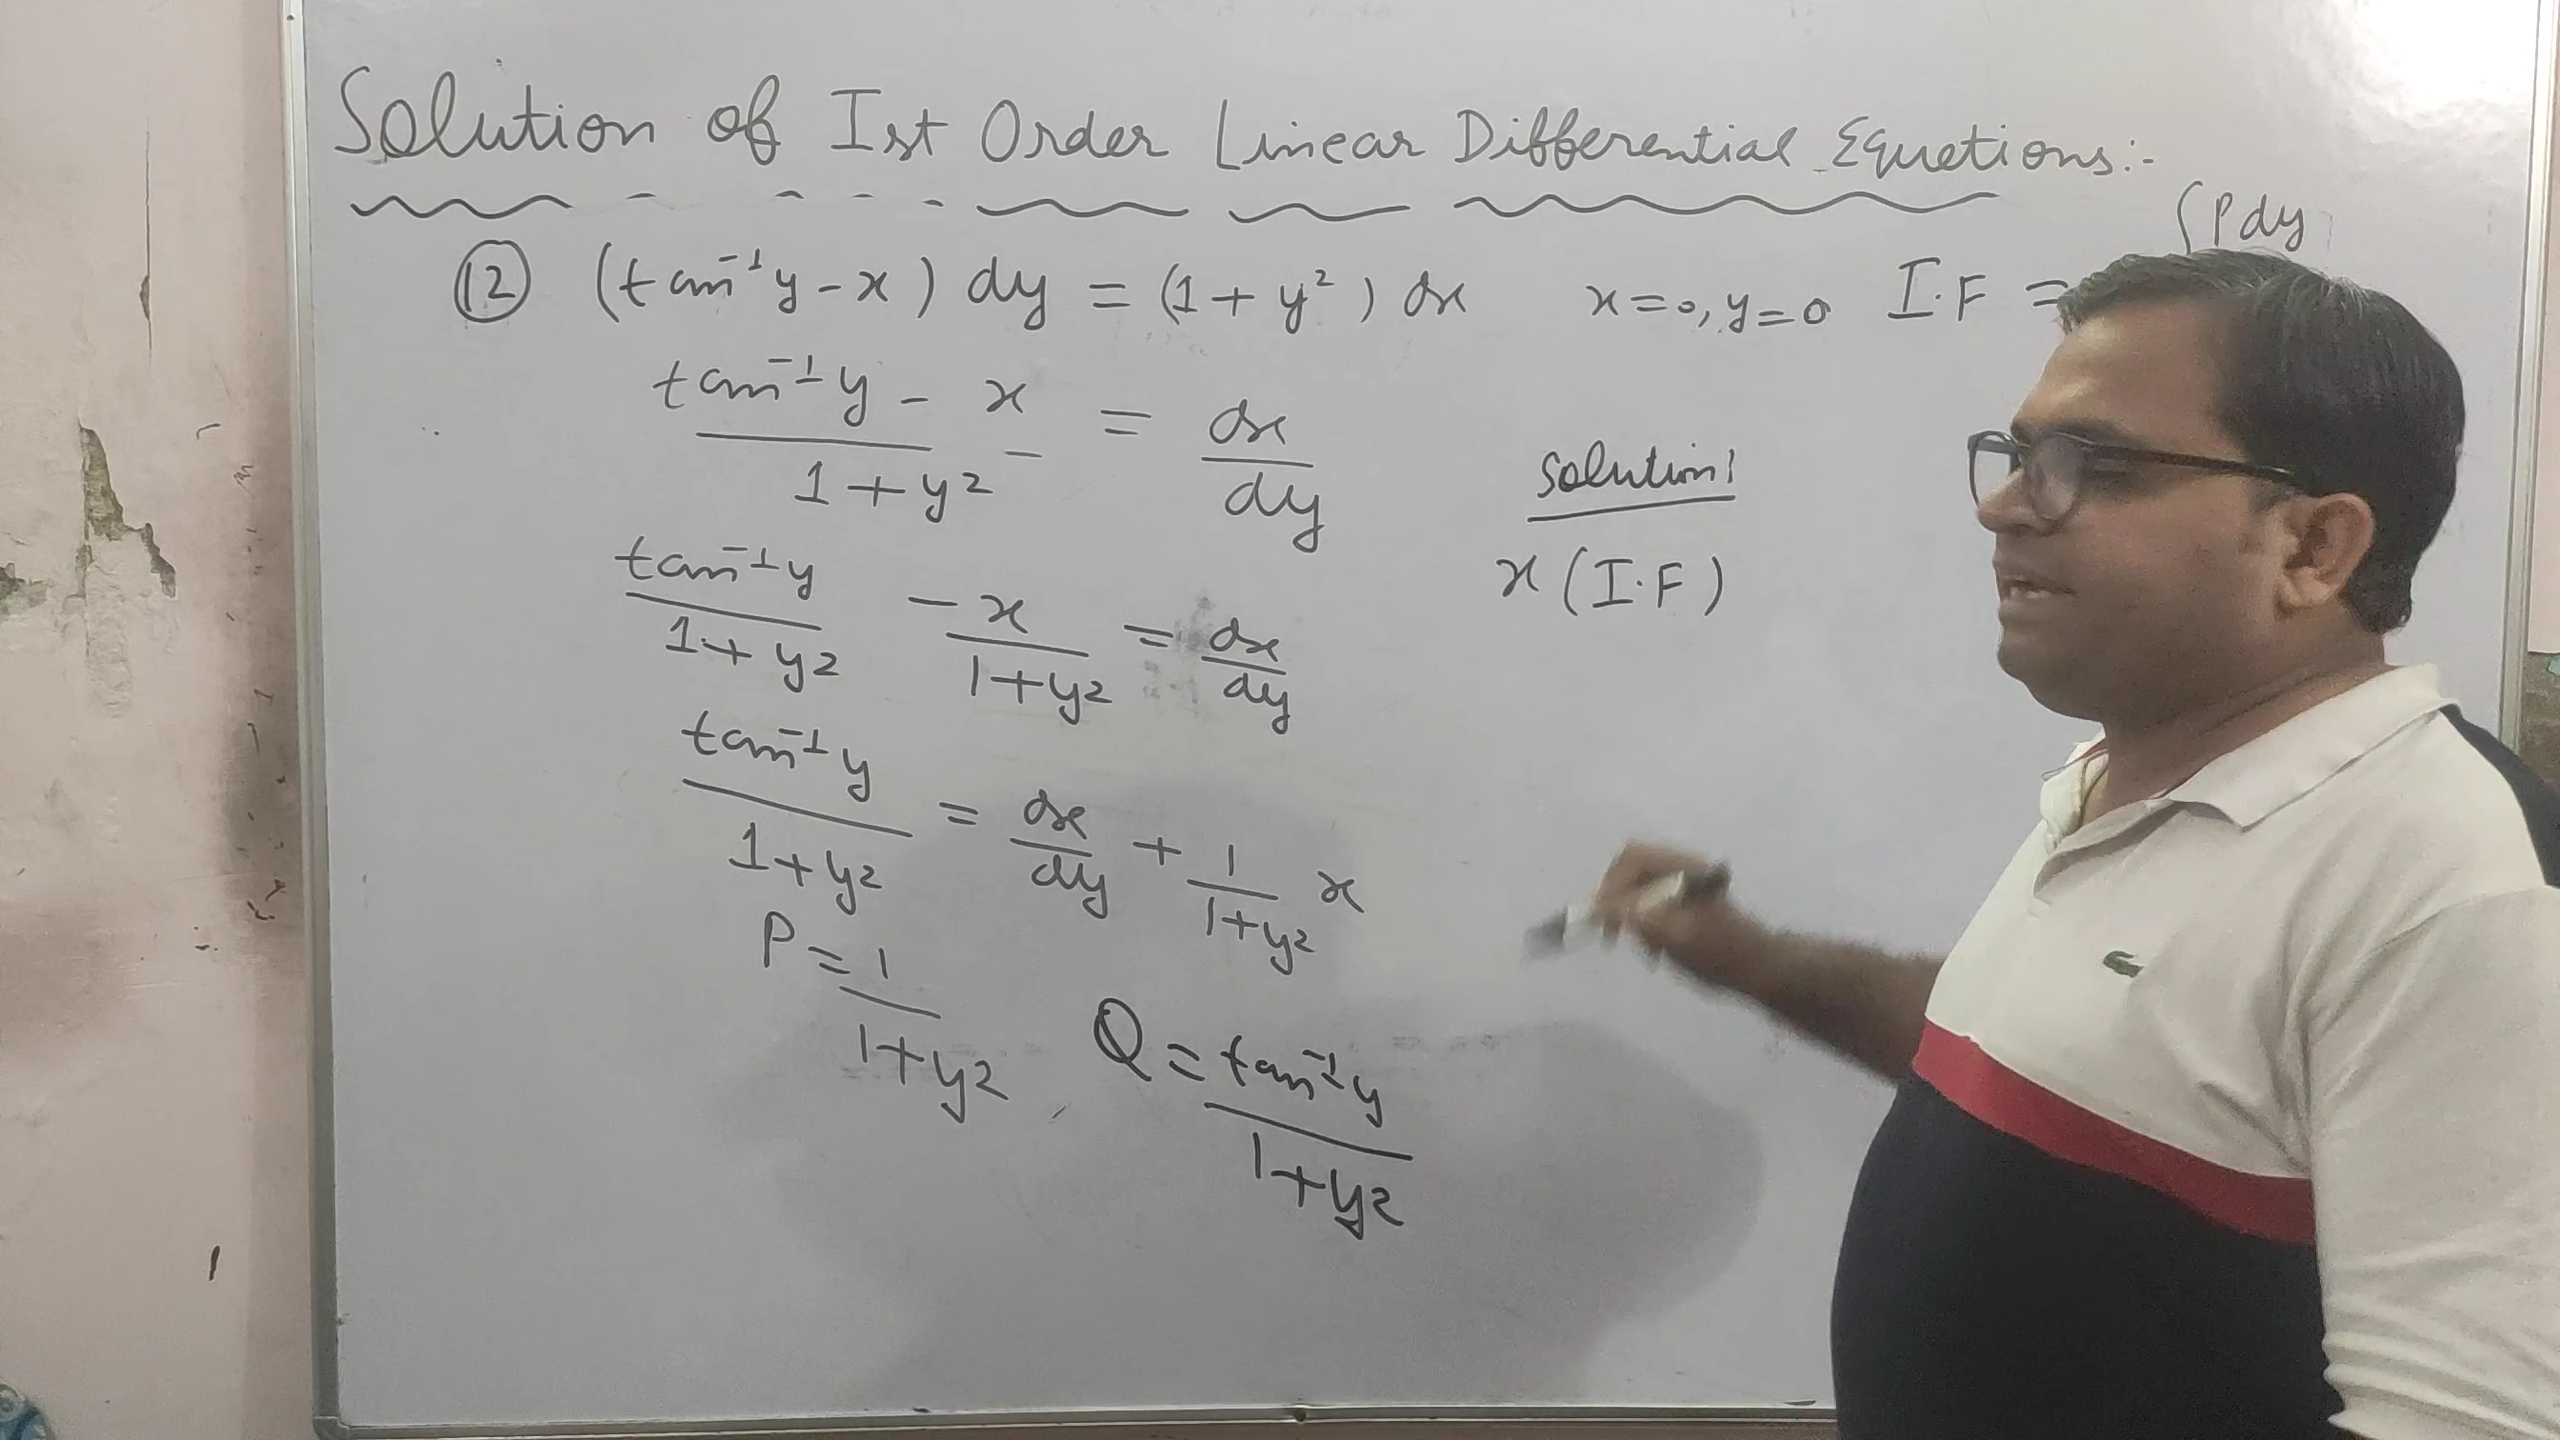 Solution of Ist Order Linear Differential Equetions:-
⑫ (tan⁻¹y - x) dy = (1 + y²) dx x=0, y=0 I.F = ∫Pdy
tan⁻¹y - x / 1 + y² = dx/dy
tan⁻¹y / 1 + y² - x / 1+y² = dx/dy
tan⁻¹y / 1+y² = dx/dy + 1/1+y² x
P = 1 / 1+y²
Q = tan⁻¹y / 1+y²
Solution:
x (I.F)